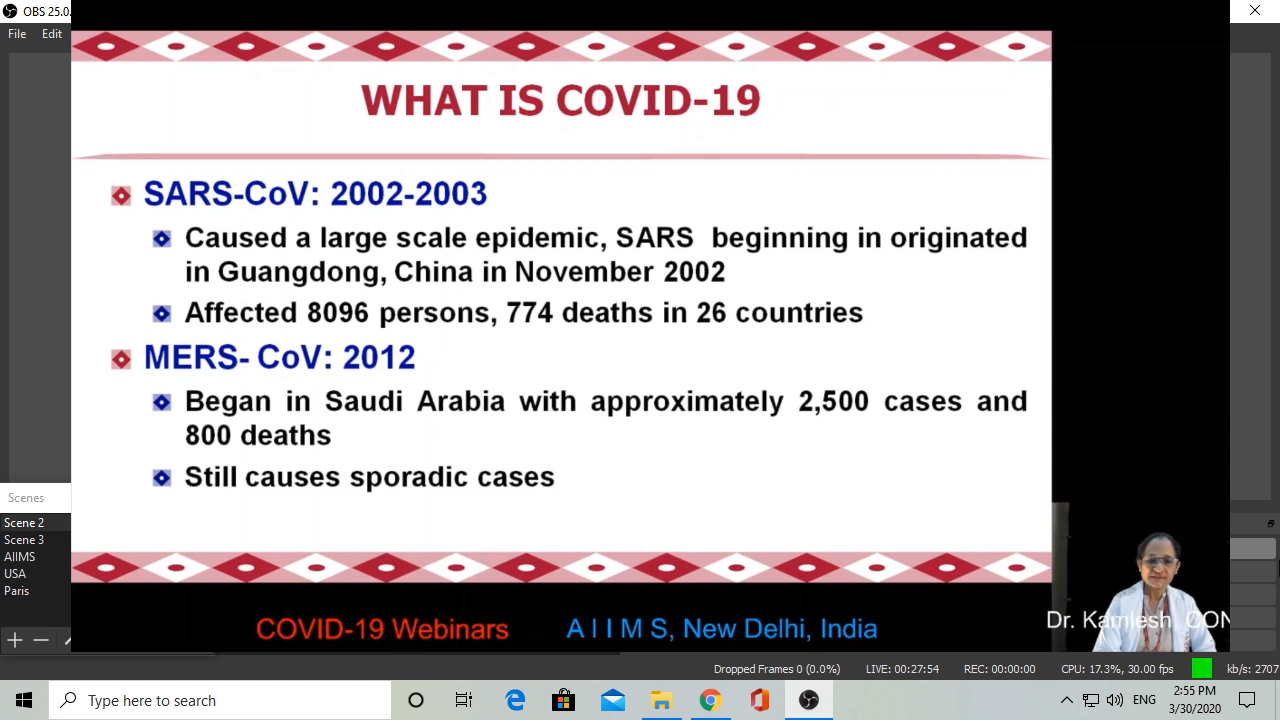 OBS 25.0.
File Edit
WHAT IS COVID-19
SARS-CoV: 2002-2003
Caused a large scale epidemic, SARS beginning in originated
in Guangdong, China in November 2002
Affected 8096 persons, 774 deaths in 26 countries
MERS- CoV: 2012
Began in Saudi Arabia with approximately 2,500 cases and
800 deaths
Still causes sporadic cases
Scenes
Scene 2
Scene 3
AIIMS
USA
Paris
Dr. Kamlesh CON
COVID-19 Webinars A I I M S, New Delhi, India
Dropped Frames 0 (0.0%) LIVE: 00:27:54 REC: 00:00:00 CPU: 17.3%, 30.00 fps kb/s: 2707
Type here to search
ENG
2:55 PM
3/30/2020